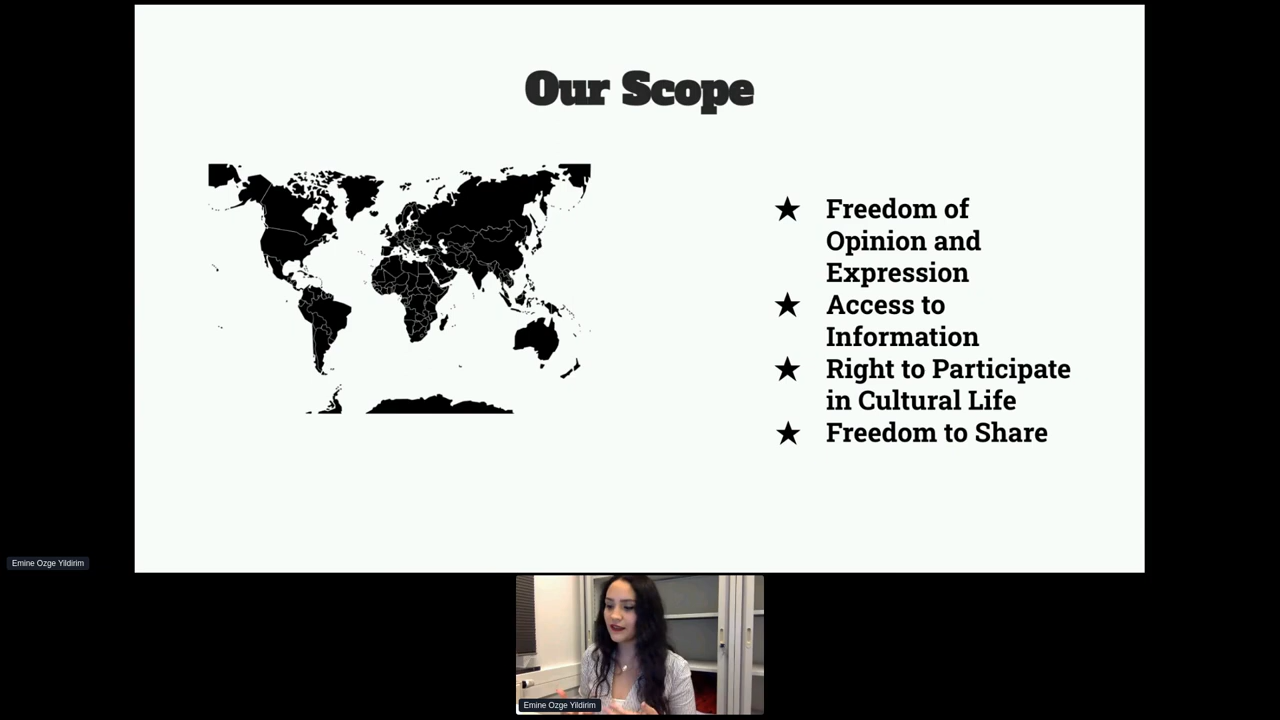 Our Scope
Freedom of
Opinion and
Expression
Access to
Information
Right to Participate
in Cultural Life
Freedom to Share
Emine Ozge Yildirim
Emine Ozge Yildirim